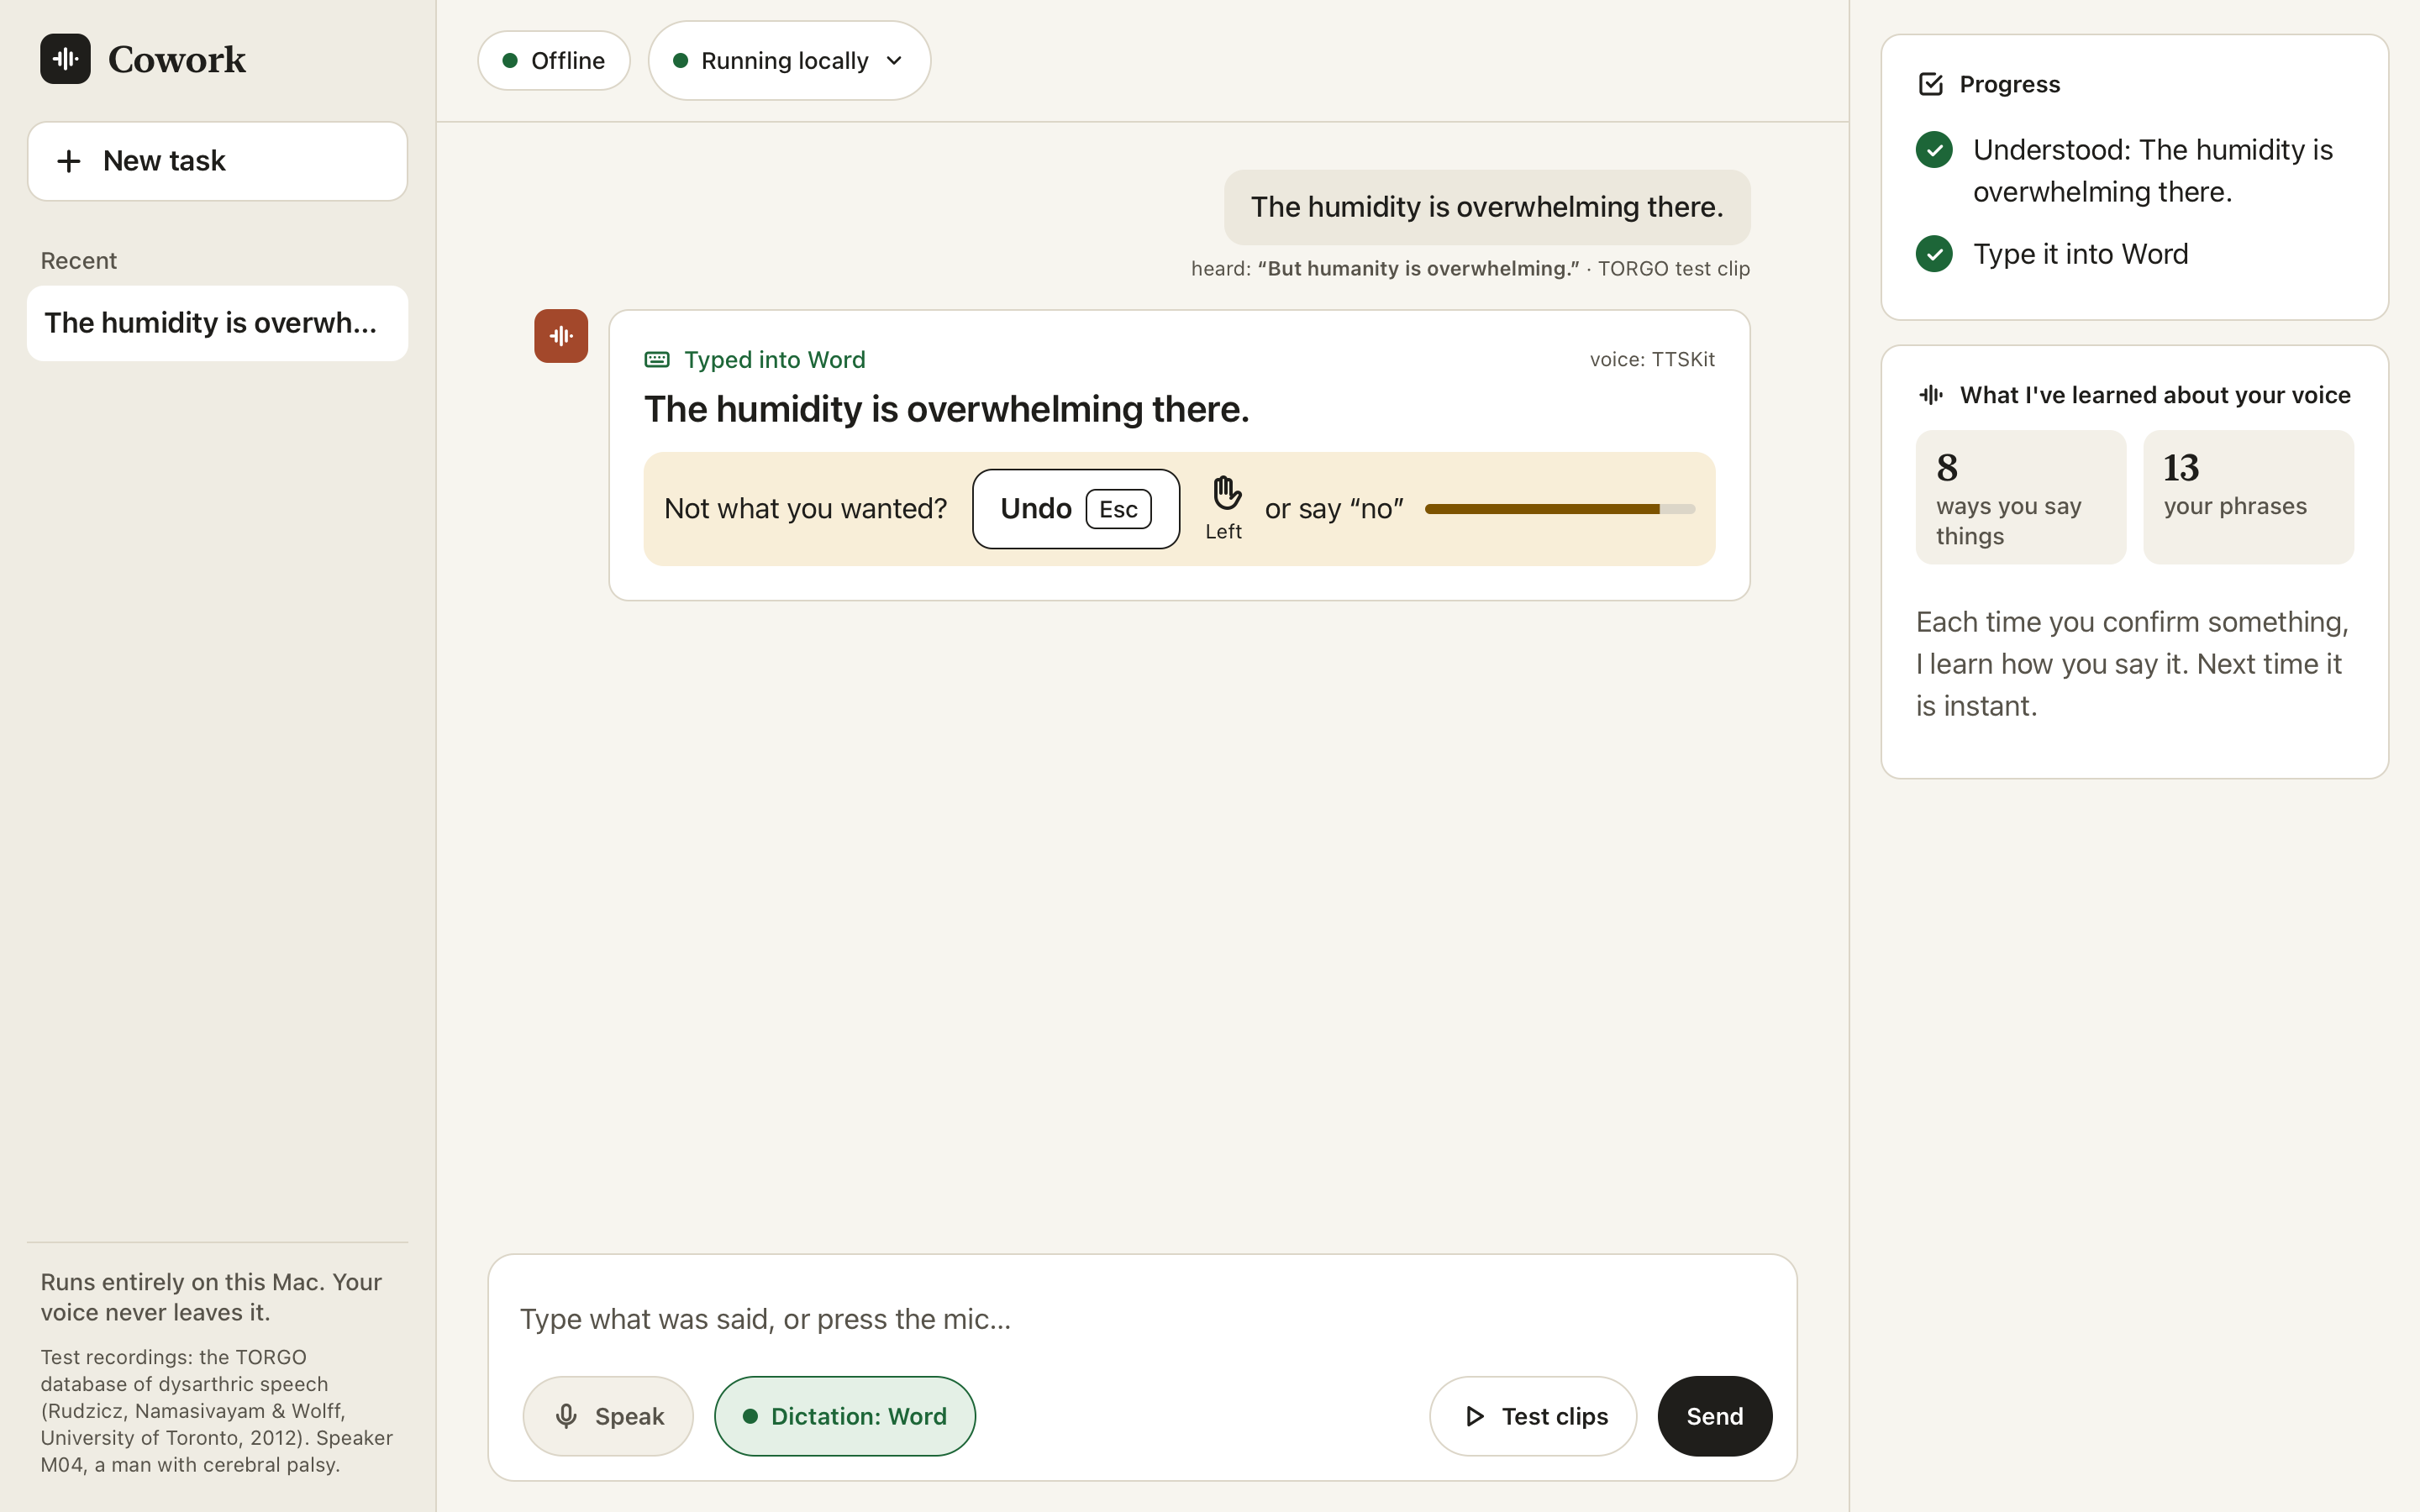 Cowork
New task
Recent
The humidity is overwh...
Runs entirely on this Mac. Your
voice never leaves it.
Test recordings: the TORGO
database of dysarthric speech
(Rudzicz, Namasivayam & Wolff,
University of Toronto, 2012). Speaker
M04, a man with cerebral palsy.
Offline
Running locally
The humidity is overwhelming there.
heard: “But humanity is overwhelming.” · TORGO test clip
Typed into Word
voice: TTSKit
The humidity is overwhelming there.
Not what you wanted?
Undo Esc
Left
or say “no”
Type what was said, or press the mic...
Speak
Dictation: Word
Test clips
Send
Progress
Understood: The humidity is
overwhelming there.
Type it into Word
What I've learned about your voice
8
ways you say
things
13
your phrases
Each time you confirm something,
I learn how you say it. Next time it
is instant.